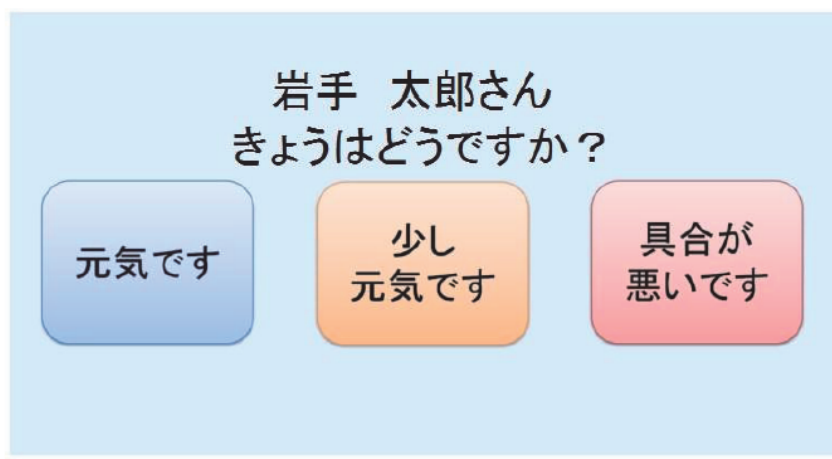 岩手　太郎さん
きょうはどうですか？
元気です
少し
元気です
具合が
悪いです